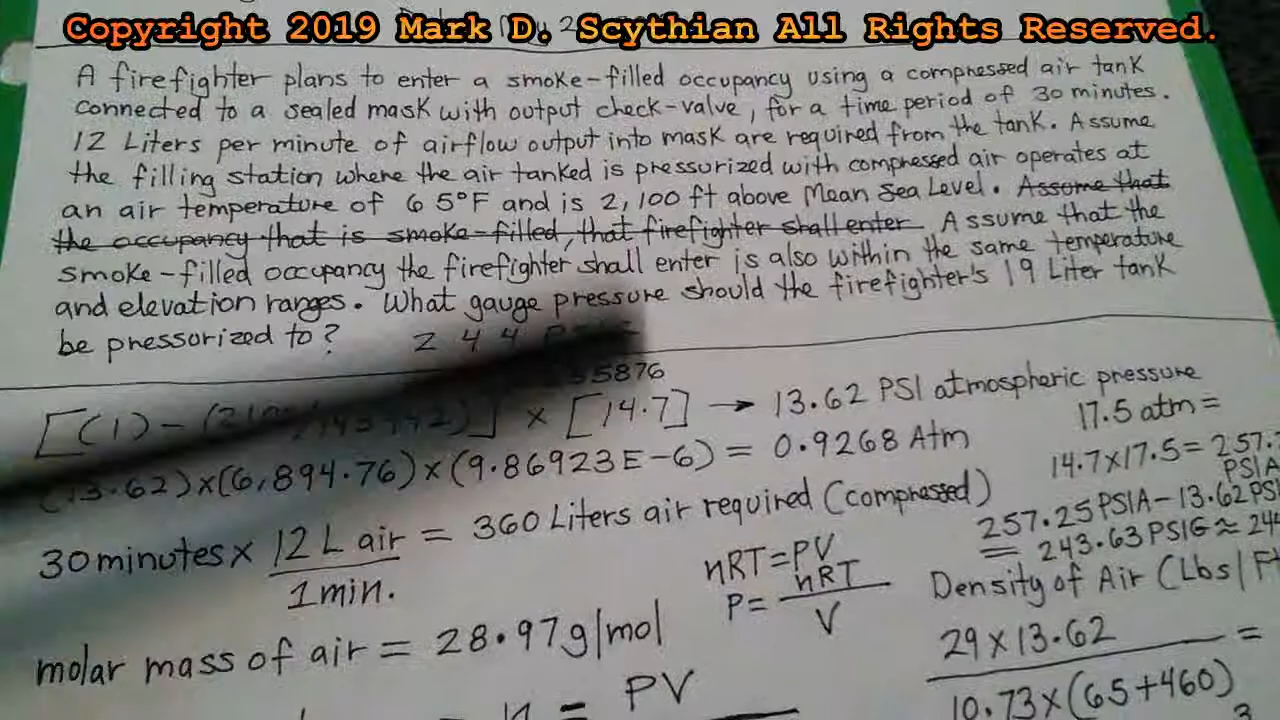 Copyright 2019 Mark D. Scythian All Rights Reserved.
A firefighter plans to enter a smoke-filled occupancy using a compressed air tank
connected to a sealed mask with output check-valve, for a time period of 30 minutes.
12 Liters per minute of airflow output into mask are required from the tank. Assume
the filling station where the air tanked is pressurized with compressed air operates at
an air temperature of 65°F and is 2,100 ft above Mean Sea Level. Assume that
the occupancy that is smoke-filled, that firefighter shall enter Assume that the
smoke-filled occupancy the firefighter shall enter is also within the same temperature
and elevation ranges. What gauge pressure should the firefighter's 19 Liter tank
be pressorized to? 244
5876
[(1)-( )] × [14.7] → 13.62 PSI atmospheric pressure
17.5 atm =
(13.62)×(6,894.76)×(9.86923E-6) = 0.9268 Atm
14.7×17.5 = 257.
PSIA
30 minutes × 12 L air / 1 min. = 360 Liters air required (compressed)
257.25 PSIA - 13.62 PSI
= 243.63 PSIG ≈ 24
nRT = PV
P = nRT / V
Density of Air (Lbs/F
molar mass of air = 28.97 g/mol
29 × 13.62 =
10.73 × (65+460)
= PV
3